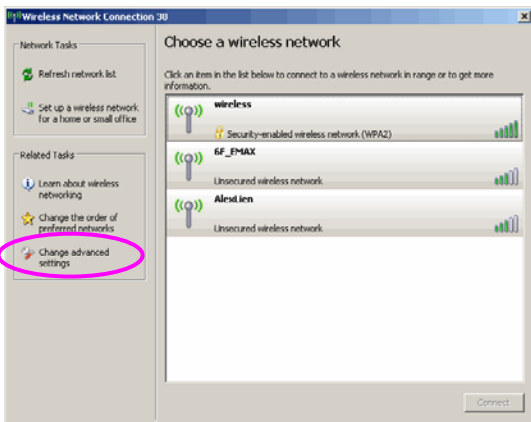 Wireless Network Connection 38
Network Tasks
Refresh network list
Set up a wireless network
for a home or small office
Related Tasks
Learn about wireless
networking
Change the order of
preferred networks
Change advanced
settings
Choose a wireless network
Click an item in the list below to connect to a wireless network in range or to get more
information.
wireless
Security-enabled wireless network (WPA2)
6F_EMAX
Unsecured wireless network
AlexLien
Unsecured wireless network
Connect